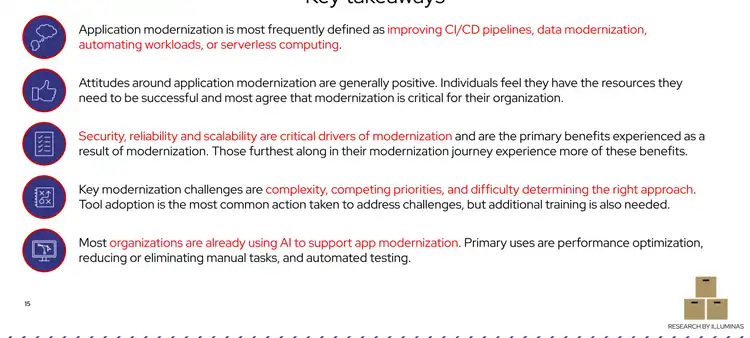 Key takeaways
Application modernization is most frequently defined as improving CI/CD pipelines, data modernization,
automating workloads, or serverless computing.
Attitudes around application modernization are generally positive. Individuals feel they have the resources they
need to be successful and most agree that modernization is critical for their organization.
Security, reliability and scalability are critical drivers of modernization and are the primary benefits experienced as a
result of modernization. Those furthest along in their modernization journey experience more of these benefits.
Key modernization challenges are complexity, competing priorities, and difficulty determining the right approach.
Tool adoption is the most common action taken to address challenges, but additional training is also needed.
Most organizations are already using AI to support app modernization. Primary uses are performance optimization,
reducing or eliminating manual tasks, and automated testing.
15
RESEARCH BY ILLUMINAS